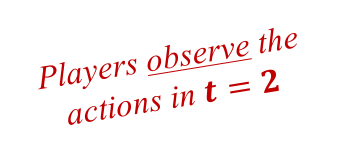 Players observe the
actions in t = 2